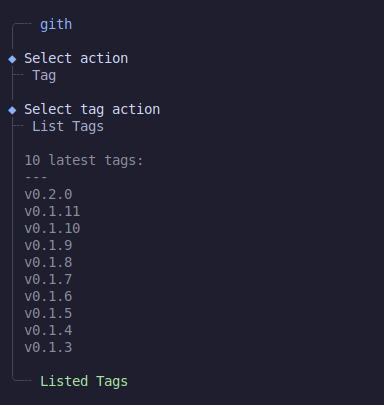 gith
Select action
Tag
Select tag action
List Tags
10 latest tags:
---
v0.2.0
v0.1.11
v0.1.10
v0.1.9
v0.1.8
v0.1.7
v0.1.6
v0.1.5
v0.1.4
v0.1.3
Listed Tags